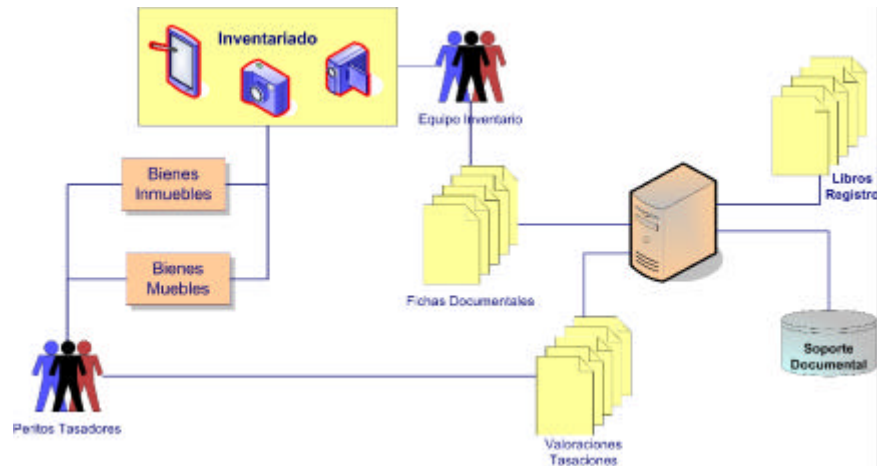 Inventariado
Equipo Inventario
Bienes
Inmuebles
Libros
Registro
Bienes
Muebles
Fichas Documentales
Soporte
Documental
Peritos Tasadores
Valoraciones
Tasaciones